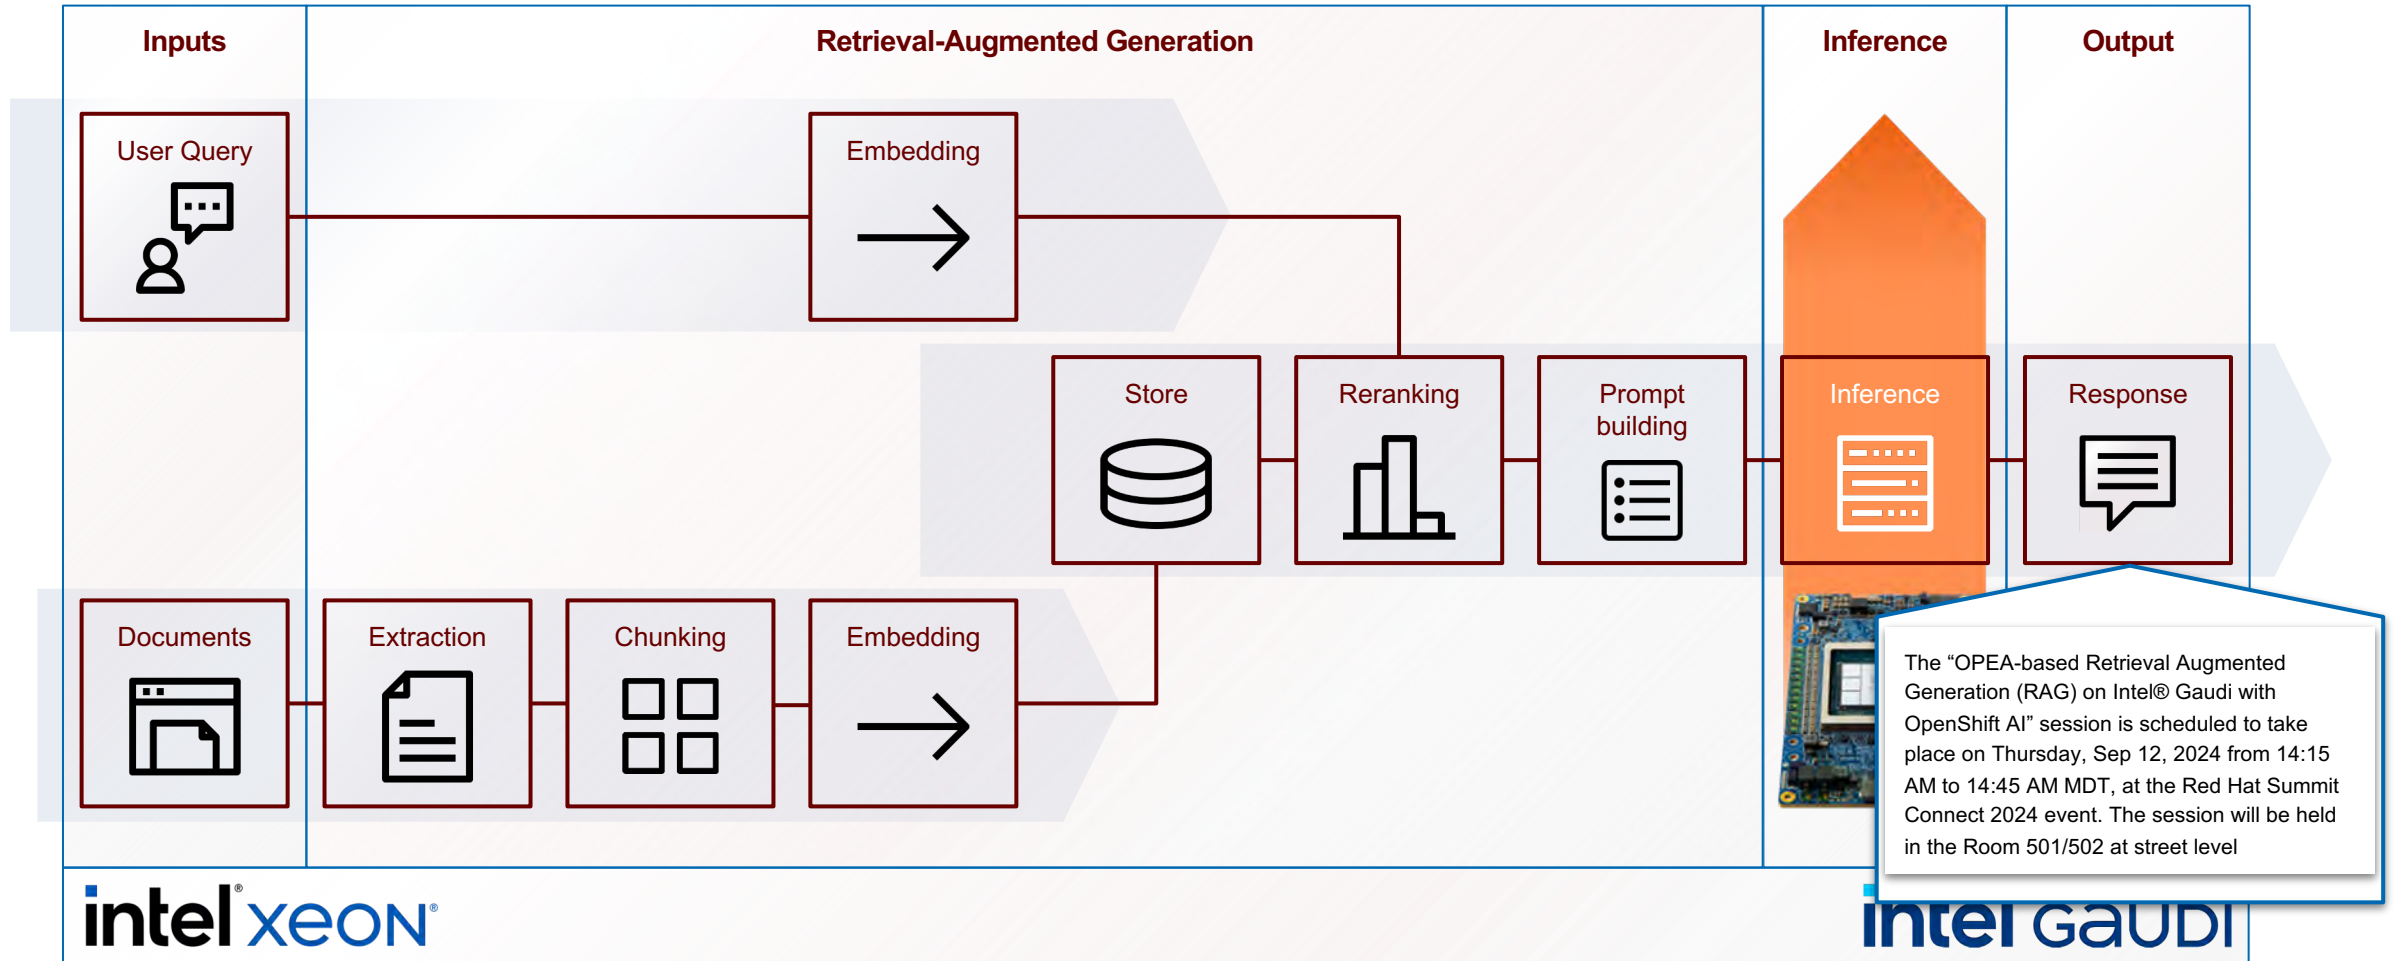 Inputs
Retrieval-Augmented Generation
Inference
Output
User Query
Embedding
Store
Reranking
Prompt
building
Inference
Response
Documents
Extraction
Chunking
Embedding
The “OPEA-based Retrieval Augmented
Generation (RAG) on Intel® Gaudi with
OpenShift AI” session is scheduled to take
place on Thursday, Sep 12, 2024 from 14:15
AM to 14:45 AM MDT, at the Red Hat Summit
Connect 2024 event. The session will be held
in the Room 501/502 at street level
intel® xeon®
intel GAUDI